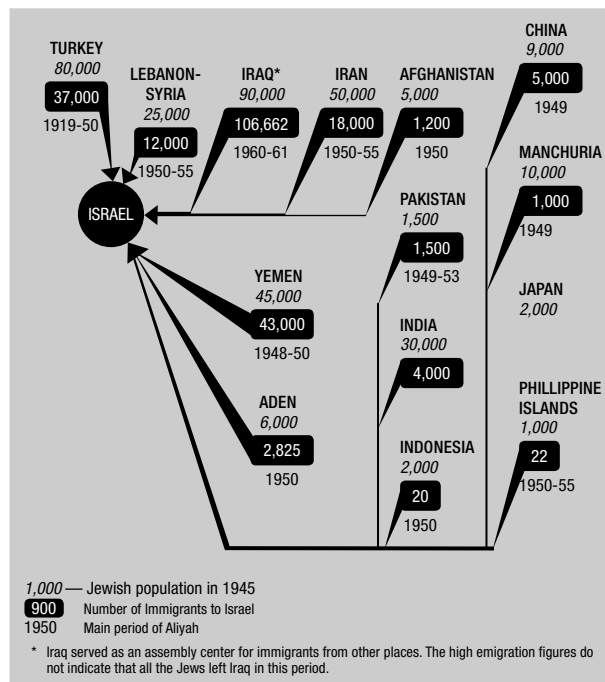 TURKEY
80,000
37,000
1919-50
LEBANON-
SYRIA
25,000
12,000
1950-55
IRAQ*
90,000
106,662
1960-61
IRAN
50,000
18,000
1950-55
AFGHANISTAN
5,000
1,200
1950
CHINA
9,000
5,000
1949
MANCHURIA
10,000
1,000
1949
JAPAN
2,000
PHILLIPPINE
ISLANDS
1,000
22
1950-55
ISRAEL
PAKISTAN
1,500
1,500
1949-53
INDIA
30,000
4,000
INDONESIA
2,000
20
1950
YEMEN
45,000
43,000
1948-50
ADEN
6,000
2,825
1950
1,000 — Jewish population in 1945
900 Number of Immigrants to Israel
1950 Main period of Aliyah
* Iraq served as an assembly center for immigrants from other places. The high emigration figures do
not indicate that all the Jews left Iraq in this period.